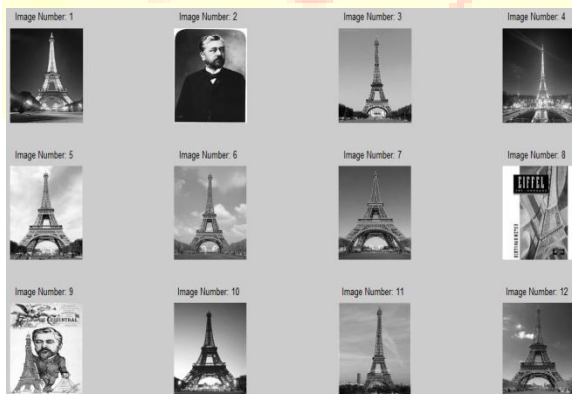 Image Number: 1
Image Number: 2
Image Number: 3
Image Number: 4
Image Number: 5
Image Number: 6
Image Number: 7
Image Number: 8
EIFFEL
Image Number: 9
Image Number: 10
Image Number: 11
Image Number: 12